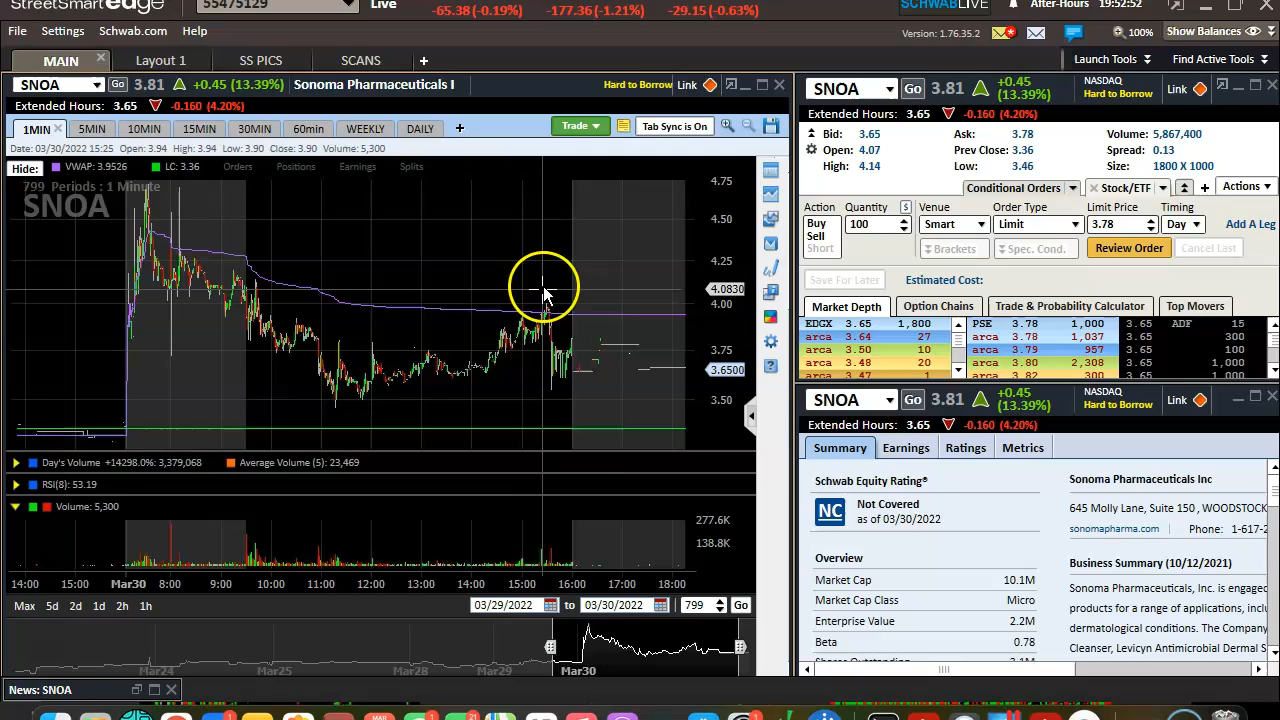 StreetSmart edge
55475129
Live
-65.38 (-0.19%) -177.36 (-1.21%) -29.15 (-0.63%)
SCHWABLIVE
After-Hours 19:52:52
File Settings Schwab.com Help
Version: 1.76.35.2
100%
Show Balances
MAIN Layout 1 SS PICS SCANS +
Launch Tools Find Active Tools
SNOA Go 3.81 +0.45 (13.39%) Sonoma Pharmaceuticals I
Hard to Borrow Link
Extended Hours: 3.65 -0.160 (4.20%)
1MIN 5MIN 10MIN 15MIN 30MIN 60min WEEKLY DAILY +
Trade Tab Sync is On
Date: 03/30/2022 15:25 Open: 3.94 High: 3.94 Low: 3.90 Close: 3.90 Volume: 5,300
Hide: VWAP: 3.9526 LC: 3.36 Orders Positions Earnings Splits
799 Periods : 1 Minute
SNOA
4.75
4.50
4.25
4.0830
4.00
3.75
3.6500
3.50
Day's Volume +14298.0%: 3,379,068 Average Volume (5): 23,469
RSI(8): 53.19
Volume: 5,300
277.6K
138.8K
14:00 15:00 Mar30 8:00 9:00 10:00 11:00 12:00 13:00 14:00 15:00 16:00 17:00 18:00
Max 5d 2d 1d 2h 1h
03/29/2022 to 03/30/2022 799 Go
Mar24 Mar25 Mar28 Mar29 Mar30
News: SNOA
SNOA Go 3.81 +0.45 (13.39%)
NASDAQ
Hard to Borrow
Link
Extended Hours: 3.65 -0.160 (4.20%)
Bid: 3.65 Ask: 3.78 Volume: 5,867,400
Open: 4.07 Prev Close: 3.36 Spread: 0.13
High: 4.14 Low: 3.46 Size: 1800 X 1000
Conditional Orders Stock/ETF + Actions
Action Quantity $ Venue Order Type Limit Price Timing
Buy
Sell
Short
100 Smart Limit 3.78 Day Add A Leg
Brackets Spec. Cond. Review Order Cancel Last
Save For Later Estimated Cost:
Market Depth Option Chains Trade & Probability Calculator Top Movers
EDGX 3.65 1,800 PSE 3.78 1,000 3.65 ADF 15
arca 3.64 27 arca 3.78 1,037 3.65 300
arca 3.50 10 arca 3.79 957 3.65 100
arca 3.48 20 arca 3.80 2,308 3.65 1,000
arca 3.47 1 arca 3.82 300 3.65 1,000
SNOA Go 3.81 +0.45 (13.39%)
NASDAQ
Hard to Borrow
Link
Extended Hours: 3.65 -0.160 (4.20%)
Summary Earnings Ratings Metrics
Schwab Equity Rating®
NC
Not Covered
as of 03/30/2022
Overview
Market Cap 10.1M
Market Cap Class Micro
Enterprise Value 2.2M
Beta 0.78
Shares Outstanding 3.1M
Sonoma Pharmaceuticals Inc
645 Molly Lane, Suite 150 , WOODSTOCK
sonomapharma.com Phone: 1-617-2
Business Summary (10/12/2021)
Sonoma Pharmaceuticals, Inc. is engaged
products for a range of applications, inclu
dermatological conditions. The Company
Cleanser, Levicyn Antimicrobial Dermal S